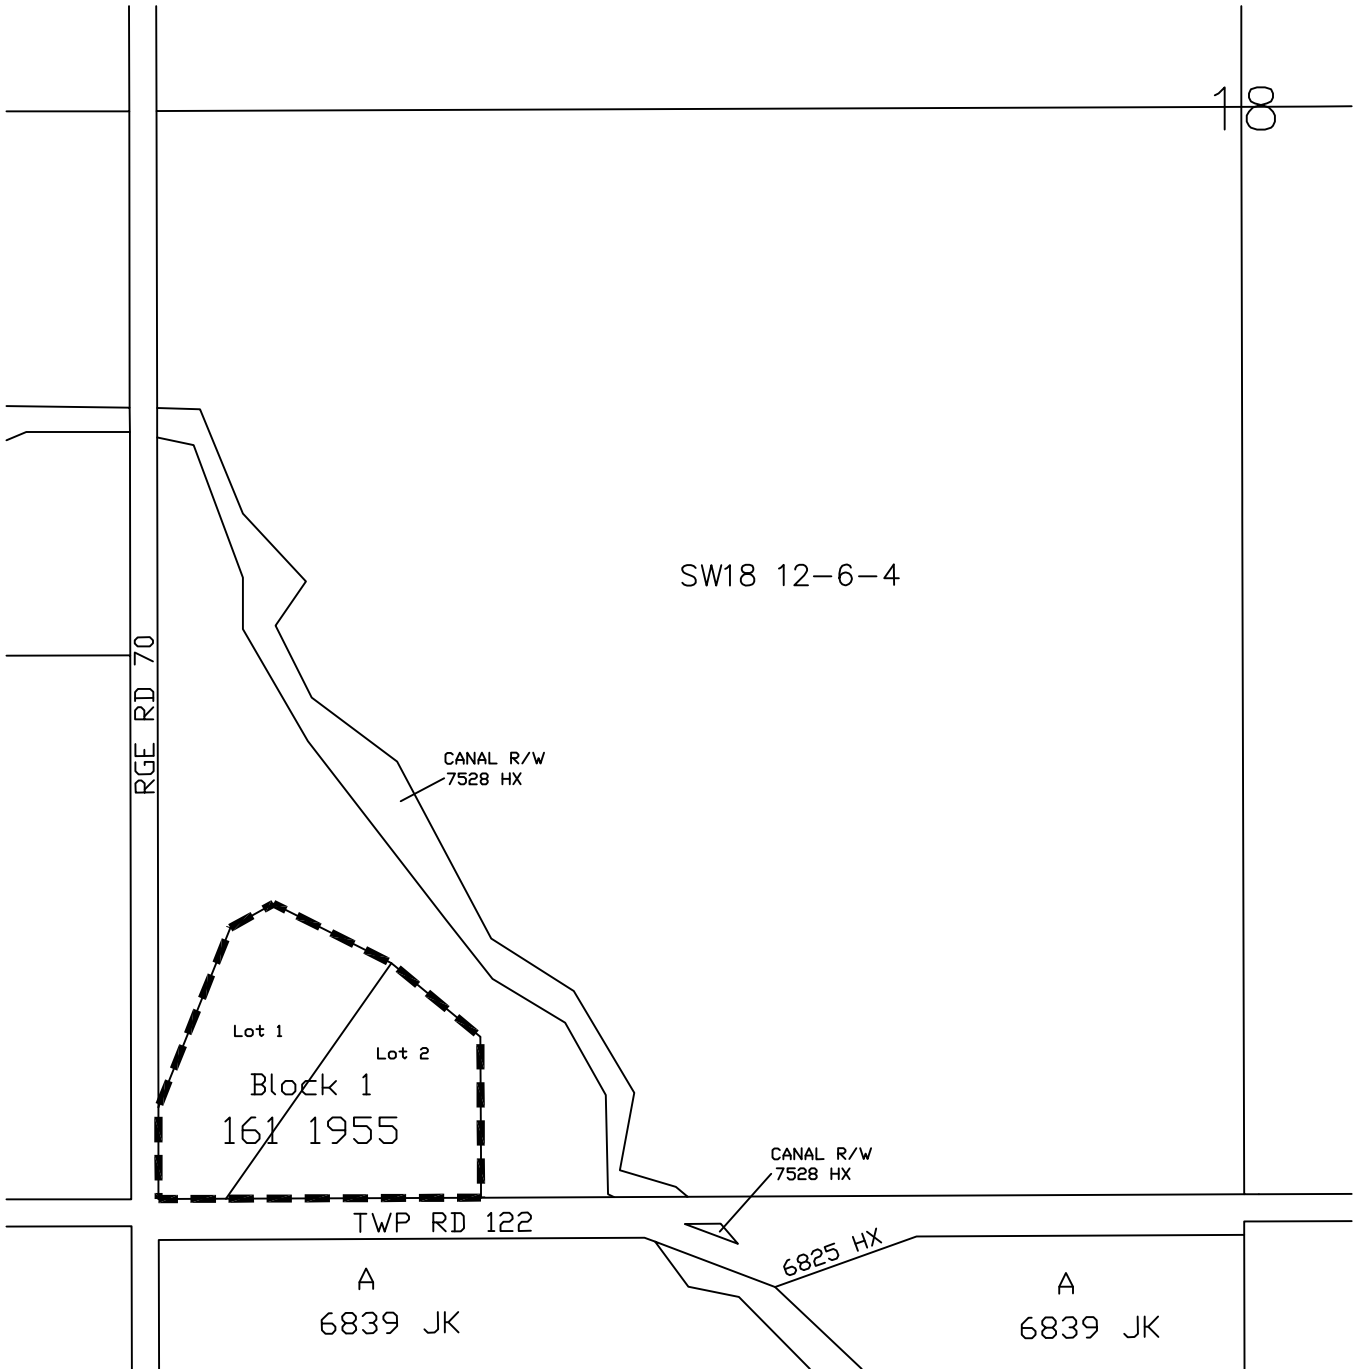 18
SW18 12-6-4
RGE RD 70
CANAL R/W
7528 HX
Lot 1
Lot 2
Block 1
161 1955
CANAL R/W
7528 HX
TWP RD 122
6825 HX
A
6839 JK
A
6839 JK